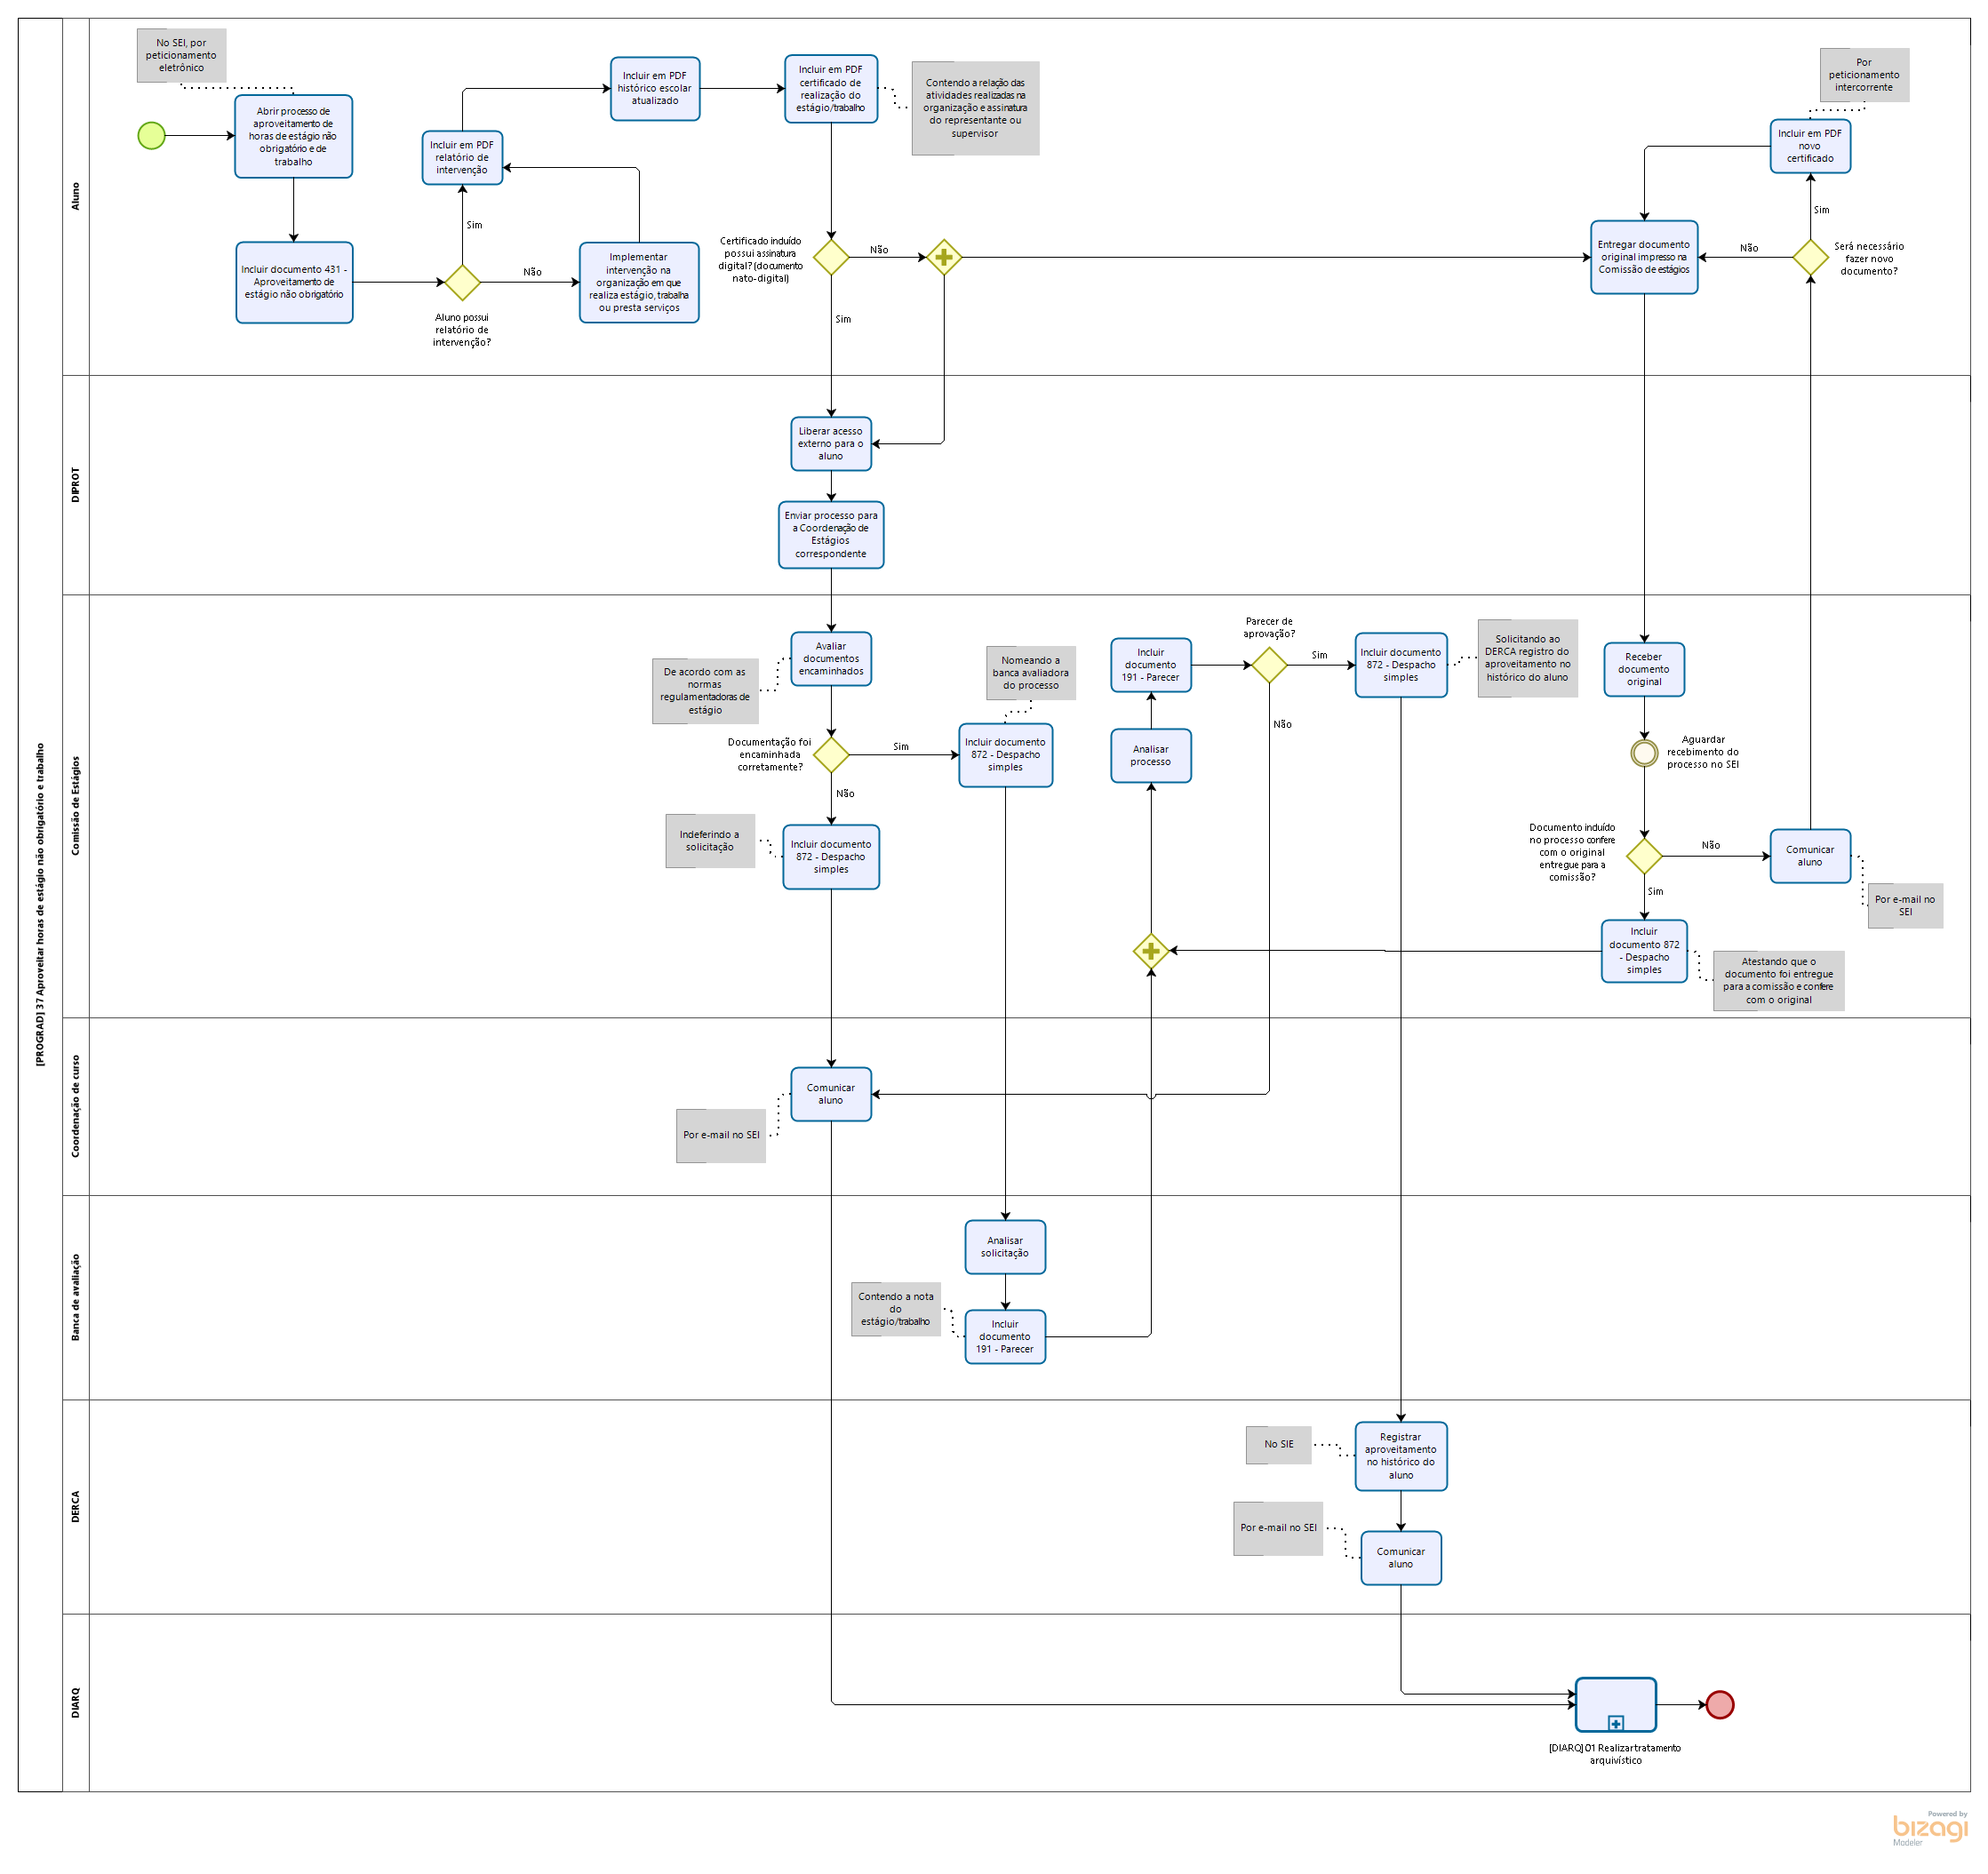 [PROGRAD] 37 Aproveitar horas de estágio não obrigatório e trabalho
Aluno
No SEI, por
peticionamento
eletrônico
Abrir processo de
aproveitamento de
horas de estágio não
obrigatório e de
trabalho
Incluir documento 431 -
Aproveitamento de
estágio não obrigatório
Aluno possui
relatório de
intervenção?
Sim
Não
Incluir em PDF
relatório de
intervenção
Implementar
intervenção na
organização em que
realiza estágio, trabalha
ou presta serviços
Incluir em PDF
histórico escolar
atualizado
Incluir em PDF
certificado de
realização do
estágio/trabalho
Contendo a relação das
atividades realizadas na
organização e assinatura
do representante ou
supervisor
Certificado incluído
possui assinatura
digital? (documento
nato-digital)
Não
Sim
Entregar documento
original impresso na
Comissão de estágios
Não
Será necessário
fazer novo
documento?
Sim
Incluir em PDF
novo
certificado
Por
peticionamento
intercorrente
DIPROT
Liberar acesso
externo para o
aluno
Enviar processo para
a Coordenação de
Estágios
correspondente
Comissão de Estágios
Avaliar
documentos
encaminhados
De acordo com as
normas
regulamentadoras de
estágio
Documentação foi
encaminhada
corretamente?
Sim
Não
Incluir documento
872 - Despacho
simples
Nomeando a
banca avaliadora
do processo
Indeferindo a
solicitação
Incluir documento
872 - Despacho
simples
Incluir
documento
191 - Parecer
Analisar
processo
Parecer de
aprovação?
Sim
Não
Incluir documento
872 - Despacho
simples
Solicitando ao
DERCA registro do
aproveitamento no
histórico do aluno
Receber
documento
original
Aguardar
recebimento do
processo no SEI
Documento incluído
no processo confere
com o original
entregue para a
comissão?
Não
Sim
Comunicar
aluno
Por e-mail no
SEI
Incluir
documento 872
- Despacho
simples
Atestando que o
documento foi entregue
para a comissão e confere
com o original
Coordenação de curso
Comunicar
aluno
Por e-mail no SEI
Banca de avaliação
Analisar
solicitação
Contendo a nota
do
estágio/trabalho
Incluir
documento
191 - Parecer
DERCA
No SIE
Registrar
aproveitamento
no histórico do
aluno
Por e-mail no SEI
Comunicar
aluno
DIARQ
[DIARQ] 01 Realizar tratamento
arquivístico
Powered by
bizagi
Modeler